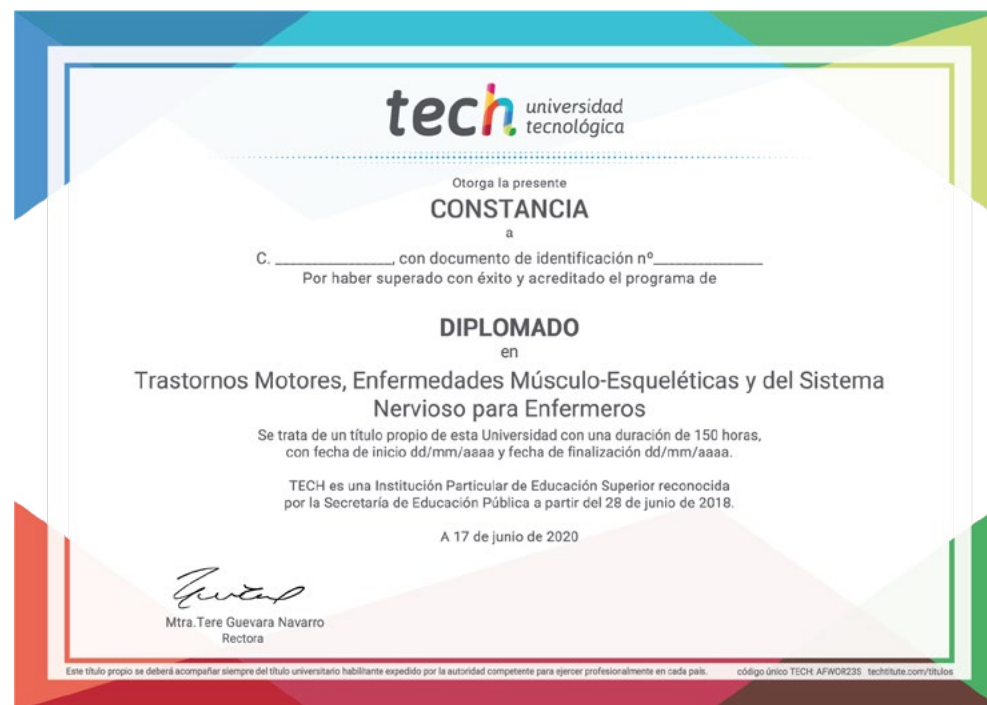 tech universidad tecnológica
Otorga la presente
CONSTANCIA
a
C. ________________, con documento de identificación nº_______________
Por haber superado con éxito y acreditado el programa de
DIPLOMADO
en
Trastornos Motores, Enfermedades Músculo-Esqueléticas y del Sistema
Nervioso para Enfermeros
Se trata de un título propio de esta Universidad con una duración de 150 horas,
con fecha de inicio dd/mm/aaaa y fecha de finalización dd/mm/aaaa.
TECH es una Institución Particular de Educación Superior reconocida
por la Secretaría de Educación Pública a partir del 28 de junio de 2018.
A 17 de junio de 2020
Mtra.Tere Guevara Navarro
Rectora
Este título propio se deberá acompañar siempre del título universitario habilitante expedido por la autoridad competente para ejercer profesionalmente en cada país. código único TECH: AFWOR23S techtitute.com/titulos